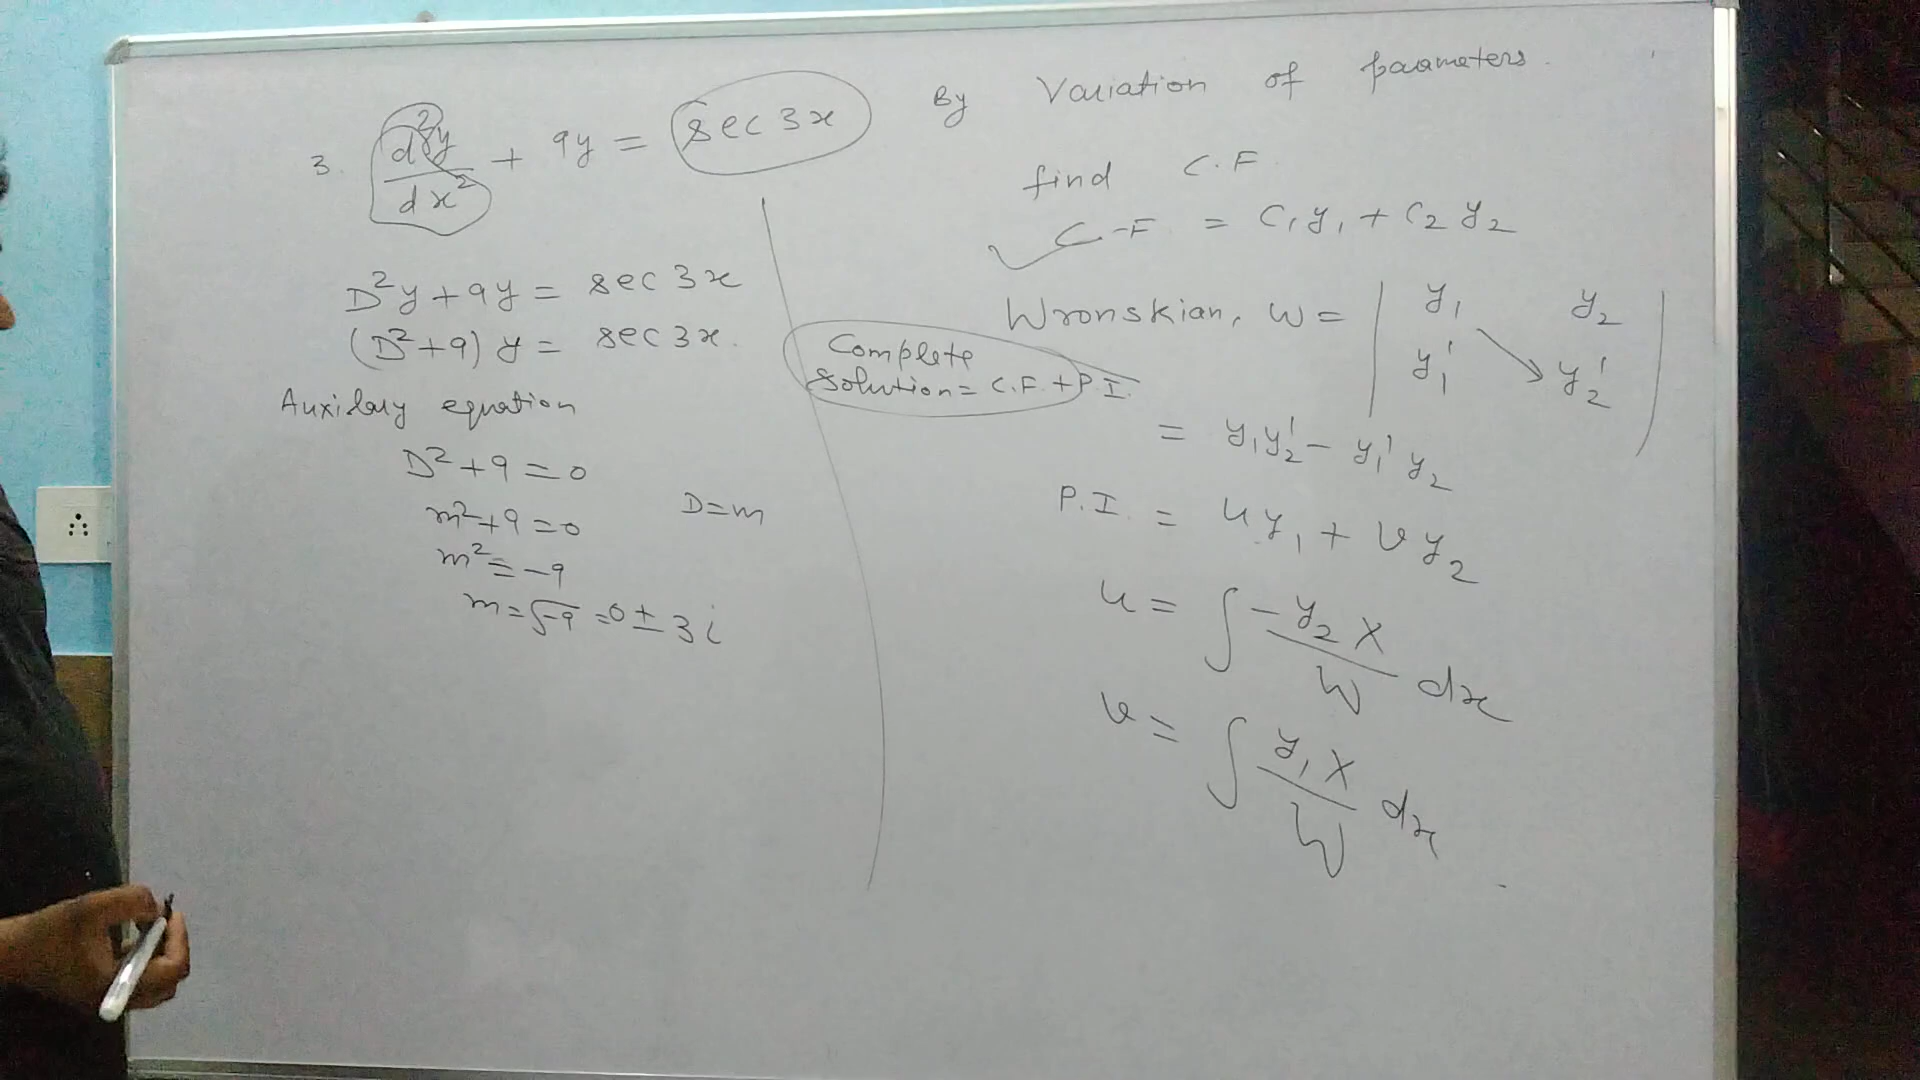 3. d²y/dx² + 9y = sec 3x By Variation of parameters.
D²y + 9y = sec 3x
(D²+9) y = sec 3x.
Auxilary equation
D² + 9 = 0
m² + 9 = 0 D = m
m² = -9
m = √-9 = 0 ± 3i
find C.F
C-F = C₁y₁ + C₂y₂
Wronskian, W = | y₁ y₂
y₁' y₂' |
Complete
Solution = C.F. + P.I.
= y₁y₂' - y₁'y₂
P.I. = uy₁ + vy₂
u = ∫ -y₂X/W dx
v = ∫ y₁X/W dx